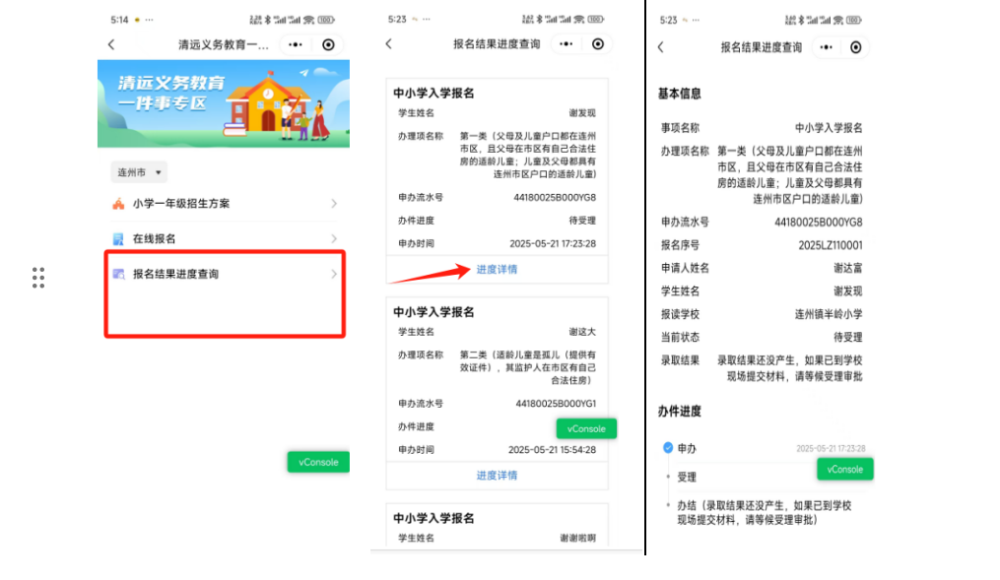 5:14
清远义务教育一...
清远义务教育
一件事专区
连州市
小学一年级招生方案
在线报名
报名结果进度查询
vConsole
5:23
报名结果进度查询
中小学入学报名
学生姓名 谢发现
办理项名称 第一类（父母及儿童户口都在连州
市区，且父母在市区有自己合法住
房的适龄儿童；儿童及父母都具有
连州市区户口的适龄儿童)
申办流水号 44180025B000YG8
办件进度 待受理
申办时间 2025-05-21 17:23:28
进度详情
中小学入学报名
学生姓名 谢这大
办理项名称 第二类（适龄儿童是孤儿（提供有
效证件），其监护人在市区有自己
合法住房）
申办流水号 44180025B000YG1
办件进度
vConsole
申办时间 2025-05-21 15:54:28
进度详情
中小学入学报名
学生姓名 谢谢啦啊
5:23
报名结果进度查询
基本信息
事项名称 中小学入学报名
办理项名称 第一类（父母及儿童户口都在连州
市区，且父母在市区有自己合法住
房的适龄儿童；儿童及父母都具有
连州市区户口的适龄儿童)
申办流水号 44180025B000YG8
报名序号 2025LZ110001
申请人姓名 谢达富
学生姓名 谢发现
报读学校 连州镇半岭小学
当前状态 待受理
录取结果 录取结果还没产生，如果已到学校
现场提交材料，请等候受理审批
办件进度
申办 2025-05-21 17:23:28
vConsole
受理
办结（录取结果还没产生，如果已到学校
现场提交材料，请等候受理审批）